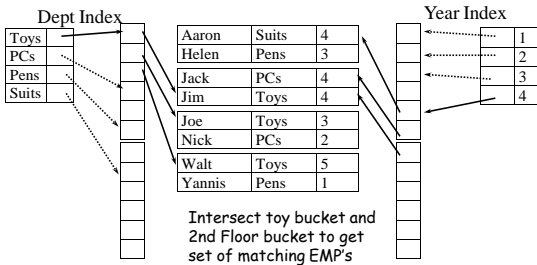 Dept Index
Year Index
Toys
PCs
Pens
Suits
Aaron Suits 4
Helen Pens 3
Jack PCs 4
Jim Toys 4
Joe Toys 3
Nick PCs 2
Walt Toys 5
Yannis Pens 1
1
2
3
4
Intersect toy bucket and
2nd Floor bucket to get
set of matching EMP's